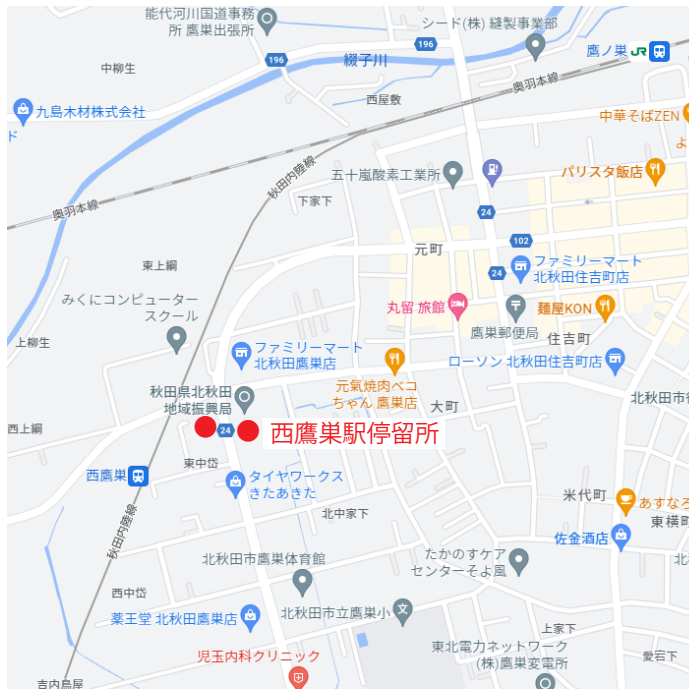 能代河川国道事務
所 鷹巣出張所
シード(株) 縫製事業部
196
196
綴子川
鷹ノ巣
JR
中柳生
奥羽本線
西屋敷
九島木材株式会社
ド
中華そばZEN
よ
秋田内陸線
五十嵐酸素工業所
パリスタ飯店
下家下
奥羽本線
24
元町
102
東上綱
24
ファミリーマート
北秋田住吉町店
みくにコンピューター
スクール
丸留 旅館
鷹巣郵便局
麺屋KON
住吉町
上柳生
ファミリーマート
北秋田鷹巣店
ローソン 北秋田住吉町店
元氣焼肉ベコ
ちゃん 鷹巣店
秋田県北秋田
地域振興局
大町
北秋田市役
西上綱
24
西鷹巣駅停留所
東中岱
西鷹巣
タイヤワークス
きたあきた
米代町
あすなろ
東横町
北中家下
秋田内陸線
佐金酒店
北秋田市鷹巣体育館
たかのすケア
センターそよ風
北
西中岱
薬王堂 北秋田鷹巣店
北秋田市立鷹巣小
上家下
児玉内科クリニック
東北電力ネットワーク
(株)鷹巣変電所
愛宕下
吉内鳥屋